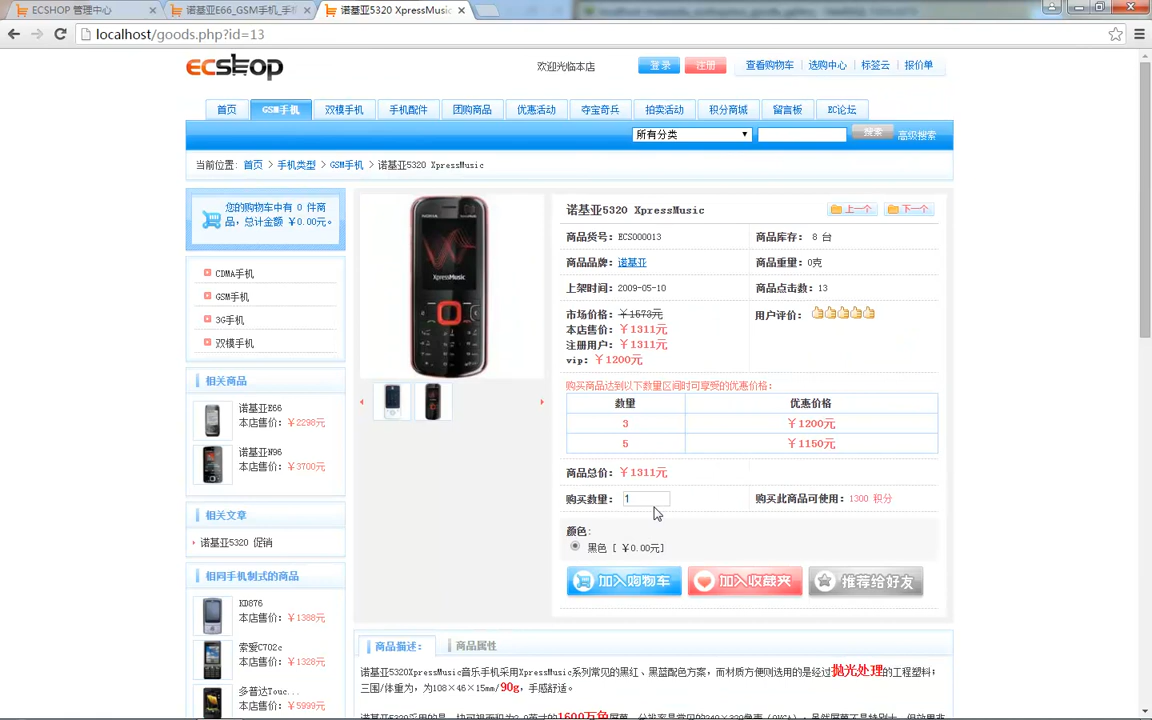 ECSHOP 管理中心
诺基亚E66_GSM手机_手
诺基亚5320 XpressMusic
localhost/goods.php?id=13
ecshop
欢迎光临本店
登录
注册
查看购物车
选购中心
标签云
报价单
首页
GSM手机
双模手机
手机配件
团购商品
优惠活动
夺宝奇兵
拍卖活动
积分商城
留言板
EC论坛
所有分类
搜索
高级搜索
当前位置: 首页 > 手机类型 > GSM手机 > 诺基亚5320 XpressMusic
您的购物车中有 0 件商
品，总计金额 ￥0.00元。
CDMA手机
GSM手机
3G手机
双模手机
相关商品
诺基亚E66
本店售价：￥2298元
诺基亚N96
本店售价：￥3700元
相关文章
诺基亚5320 促销
相同手机制式的商品
KD876
本店售价：￥1388元
索爱C702c
本店售价：￥1328元
多普达Touc...
本店售价：￥5999元
NOKIA
XpressMusic
诺基亚5320 XpressMusic
上一个
下一个
商品货号：ECS000013
商品库存： 8 台
商品品牌：诺基亚
商品重量：0克
上架时间：2009-05-10
商品点击数：13
市场价格：￥1573元
用户评价：
本店售价：￥1311元
注册用户：￥1311元
vip：￥1200元
购买商品达到以下数量区间时可享受的优惠价格：
数量 优惠价格
3 ￥1200元
5 ￥1150元
商品总价：￥1311元
购买数量： 1
购买此商品可使用：1300 积分
颜色:
黑色 [ ￥0.00元]
加入购物车
加入收藏夹
推荐给好友
商品描述：
商品属性
诺基亚5320XpressMusic音乐手机采用XpressMusic系列常见的黑红、黑蓝配色方案，而材质方便则选用的是经过抛光处理的工程塑料；
三围/体重为，为108×46×15mm/90g，手感舒适。